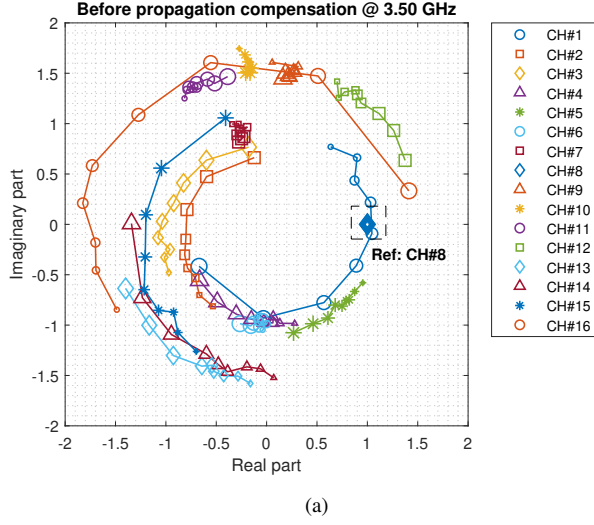 Before propagation compensation @ 3.50 GHz
2
1.5
1
0.5
0
-0.5
-1
-1.5
-2
Imaginary part
Ref: CH#8
-2
-1.5
-1
-0.5
0
0.5
1
1.5
2
Real part
CH#1
CH#2
CH#3
CH#4
CH#5
CH#6
CH#7
CH#8
CH#9
CH#10
CH#11
CH#12
CH#13
CH#14
CH#15
CH#16
(a)